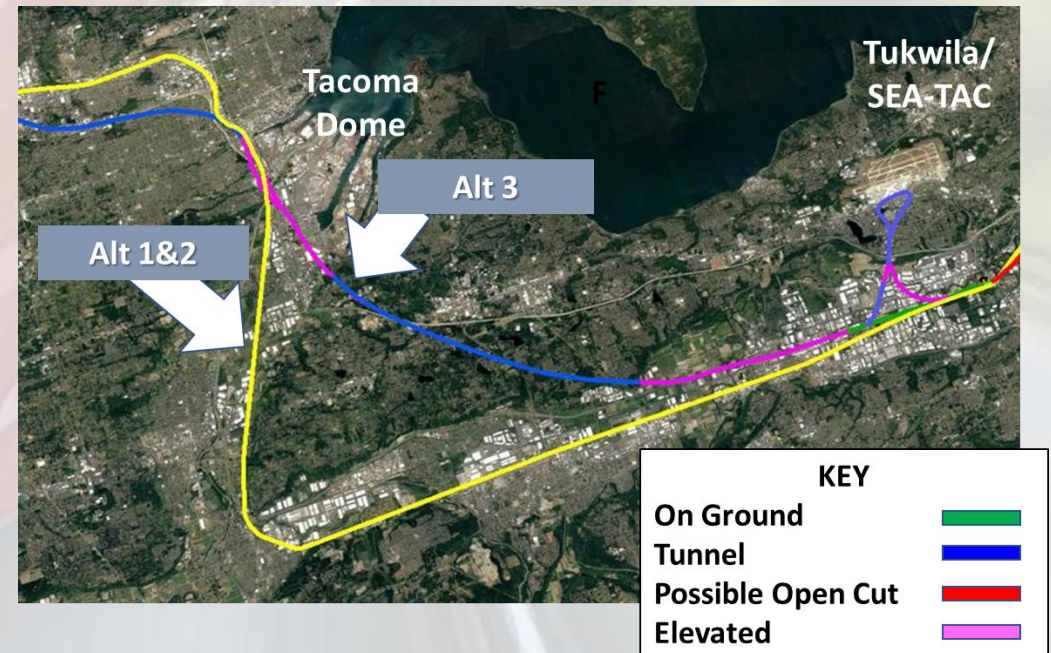 Tacoma
Dome
F
Tukwila/
SEA-TAC
Alt 3
Alt 1&2
KEY
On Ground
Tunnel
Possible Open Cut
Elevated